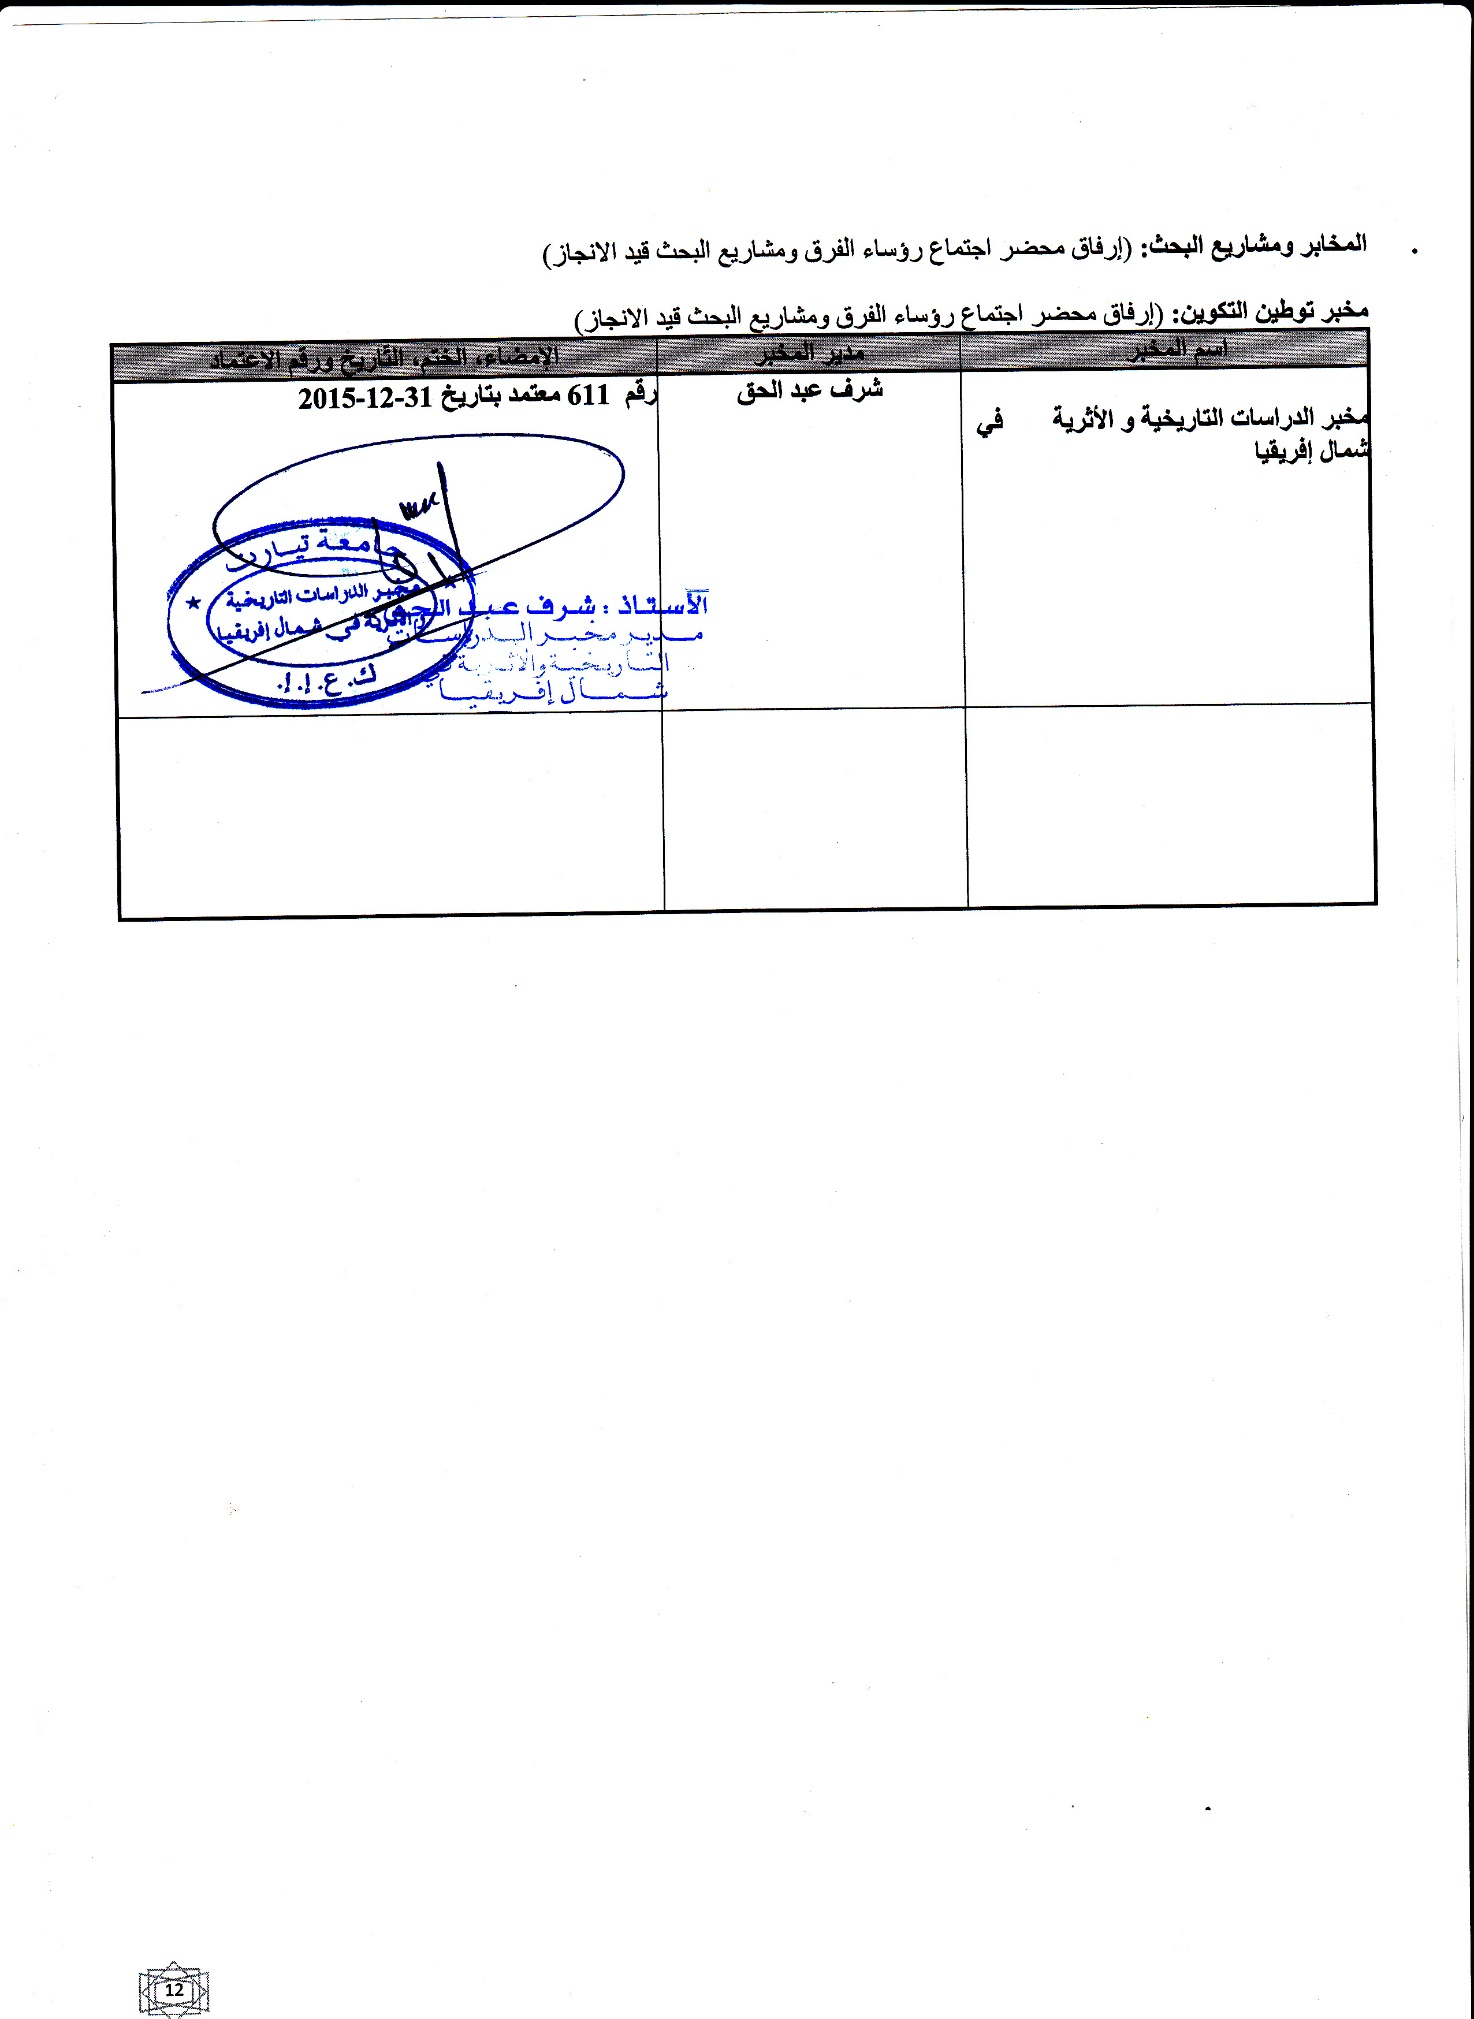 . المخابر ومشاريع البحث: (إرفاق محضر اجتماع رؤساء الفرق ومشاريع البحث قيد الانجاز)
مخبر توطين التكوين: (إرفاق محضر اجتماع رؤساء الفرق ومشاريع البحث قيد الانجاز)
اسم المخبر
مدير المخبر
الإمضاء، الختم، التاريخ ورقم الاعتماد
مخبر الدراسات التاريخية و الأثرية في
شمال إفريقيا
شرف عبد الحق
رقم 611 معتمد بتاريخ 31-12-2015
جامعة تيارت
مخبر الدراسات التاريخية
والأثرية في شمال إفريقيا
ك. ع. إ. إ.
الأستاذ : شرف عبد الحق
مدير مخبر الدراسات
التاريخية والاثرية في
شمال إفريقيا
12